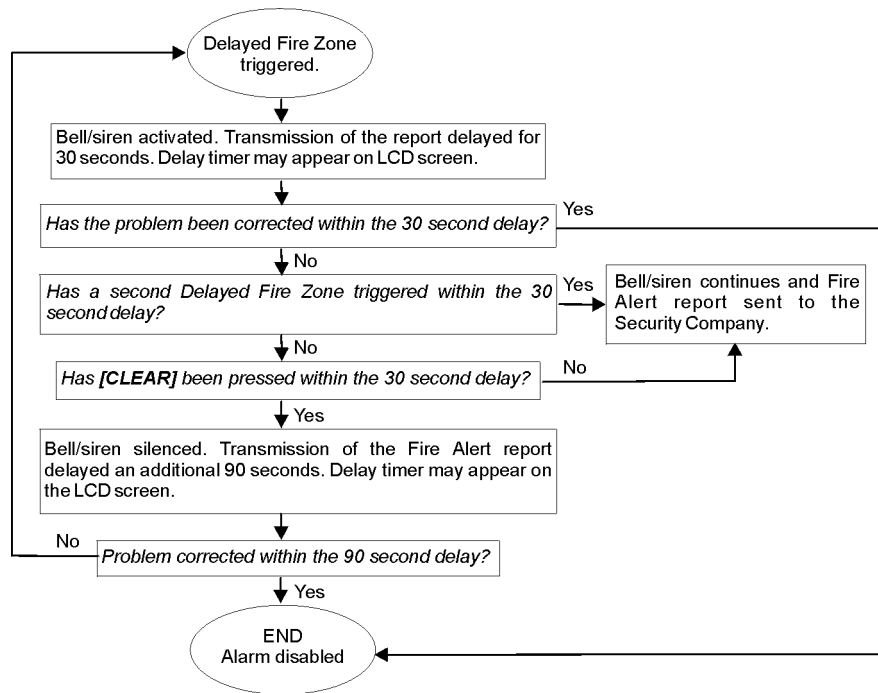 Delayed Fire Zone
triggered.
Bell/siren activated. Transmission of the report delayed for
30 seconds. Delay timer may appear on LCD screen.
Has the problem been corrected within the 30 second delay?
Yes
No
Has a second Delayed Fire Zone triggered within the 30
second delay?
Yes
Bell/siren continues and Fire
Alert report sent to the
Security Company.
No
Has [CLEAR] been pressed within the 30 second delay?
No
Yes
Bell/siren silenced. Transmission of the Fire Alert report
delayed an additional 90 seconds. Delay timer may appear on
the LCD screen.
No
Problem corrected within the 90 second delay?
Yes
END
Alarm disabled